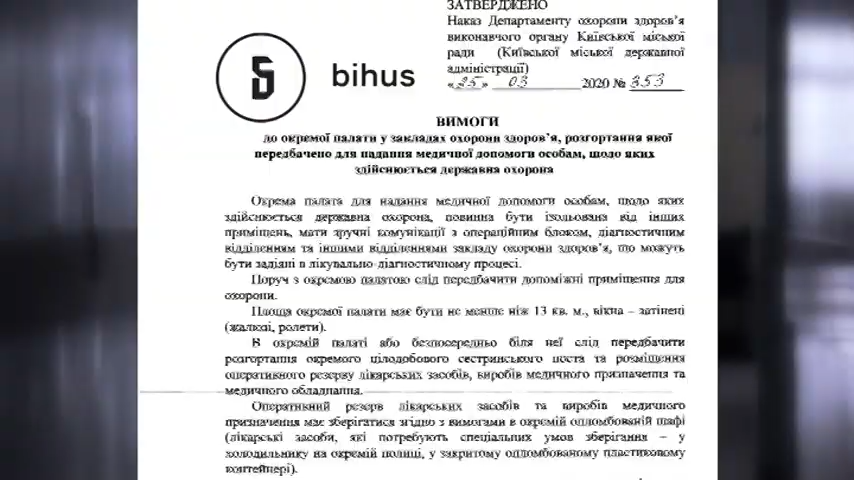 ЗАТВЕРДЖЕНО
Наказ Департаменту охорони здоров'я
виконавчого органу Київської міської
ради (Київської міської державної
адміністрації)
«25» 03 2020 № 353
bihus
ВИМОГИ
до окремої палати у закладах охорони здоров'я, розгортання якої
передбачено для надання медичної допомоги особам, щодо яких
здійснюється державна охорона
Окрема палата для надання медичної допомоги особам, щодо яких
здійснюється державна охорона, повинна бути ізольована від інших
приміщень, мати зручні комунікації з операційним блоком, діагностичним
відділенням та іншими відділеннями закладу охорони здоров'я, що можуть
бути задіяні в лікувально-діагностичному процесі.
Поруч з окремою палатою слід передбачити допоміжні приміщення для
охорони.
Площа окремої палати має бути не менше ніж 13 кв. м., вікна – затінені
(жалюзі, ролети).
В окремій палаті або безпосередньо біля неї слід передбачити
розгортання окремого цілодобового сестринського поста та розміщення
оперативного резерву лікарських засобів, виробів медичного призначення та
медичного обладнання.
Оперативний резерв лікарських засобів та виробів медичного
призначення має зберігатися згідно з вимогами в окремій опломбованій шафі
(лікарські засоби, які потребують спеціальних умов зберігання – у
холодильнику на окремій полиці, у закритому опломбованому пластиковому
контейнері).